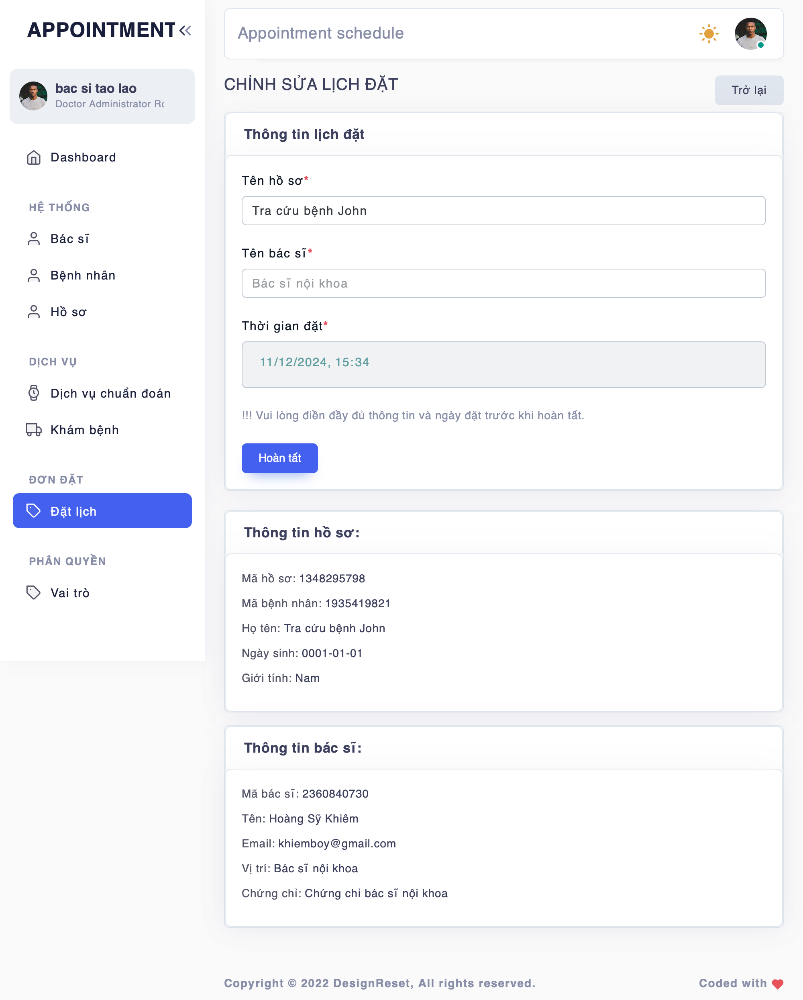 APPOINTMENT
bac si tao lao
Doctor Administrator
Dashboard
HỆ THỐNG
Bác sĩ
Bệnh nhân
Hồ sơ
DỊCH VỤ
Dịch vụ chuẩn đoán
Khám bệnh
ĐƠN ĐẶT
Đặt lịch
PHÂN QUYỀN
Vai trò
Appointment schedule
CHỈNH SỬA LỊCH ĐẶT
Trở lại
Thông tin lịch đặt
Tên hồ sơ*
Tra cứu bệnh John
Tên bác sĩ*
Bác sĩ nội khoa
Thời gian đặt*
11/12/2024, 15:34
!!! Vui lòng điền đầy đủ thông tin và ngày đặt trước khi hoàn tất.
Hoàn tất
Thông tin hồ sơ:
Mã hồ sơ: 1348295798
Mã bệnh nhân: 1935419821
Họ tên: Tra cứu bệnh John
Ngày sinh: 0001-01-01
Giới tính: Nam
Thông tin bác sĩ:
Mã bác sĩ: 2360840730
Tên: Hoàng Sỹ Khiêm
Email: khiemboy@gmail.com
Vị trí: Bác sĩ nội khoa
Chứng chỉ: Chứng chỉ bác sĩ nội khoa
Copyright © 2022 DesignReset, All rights reserved.
Coded with